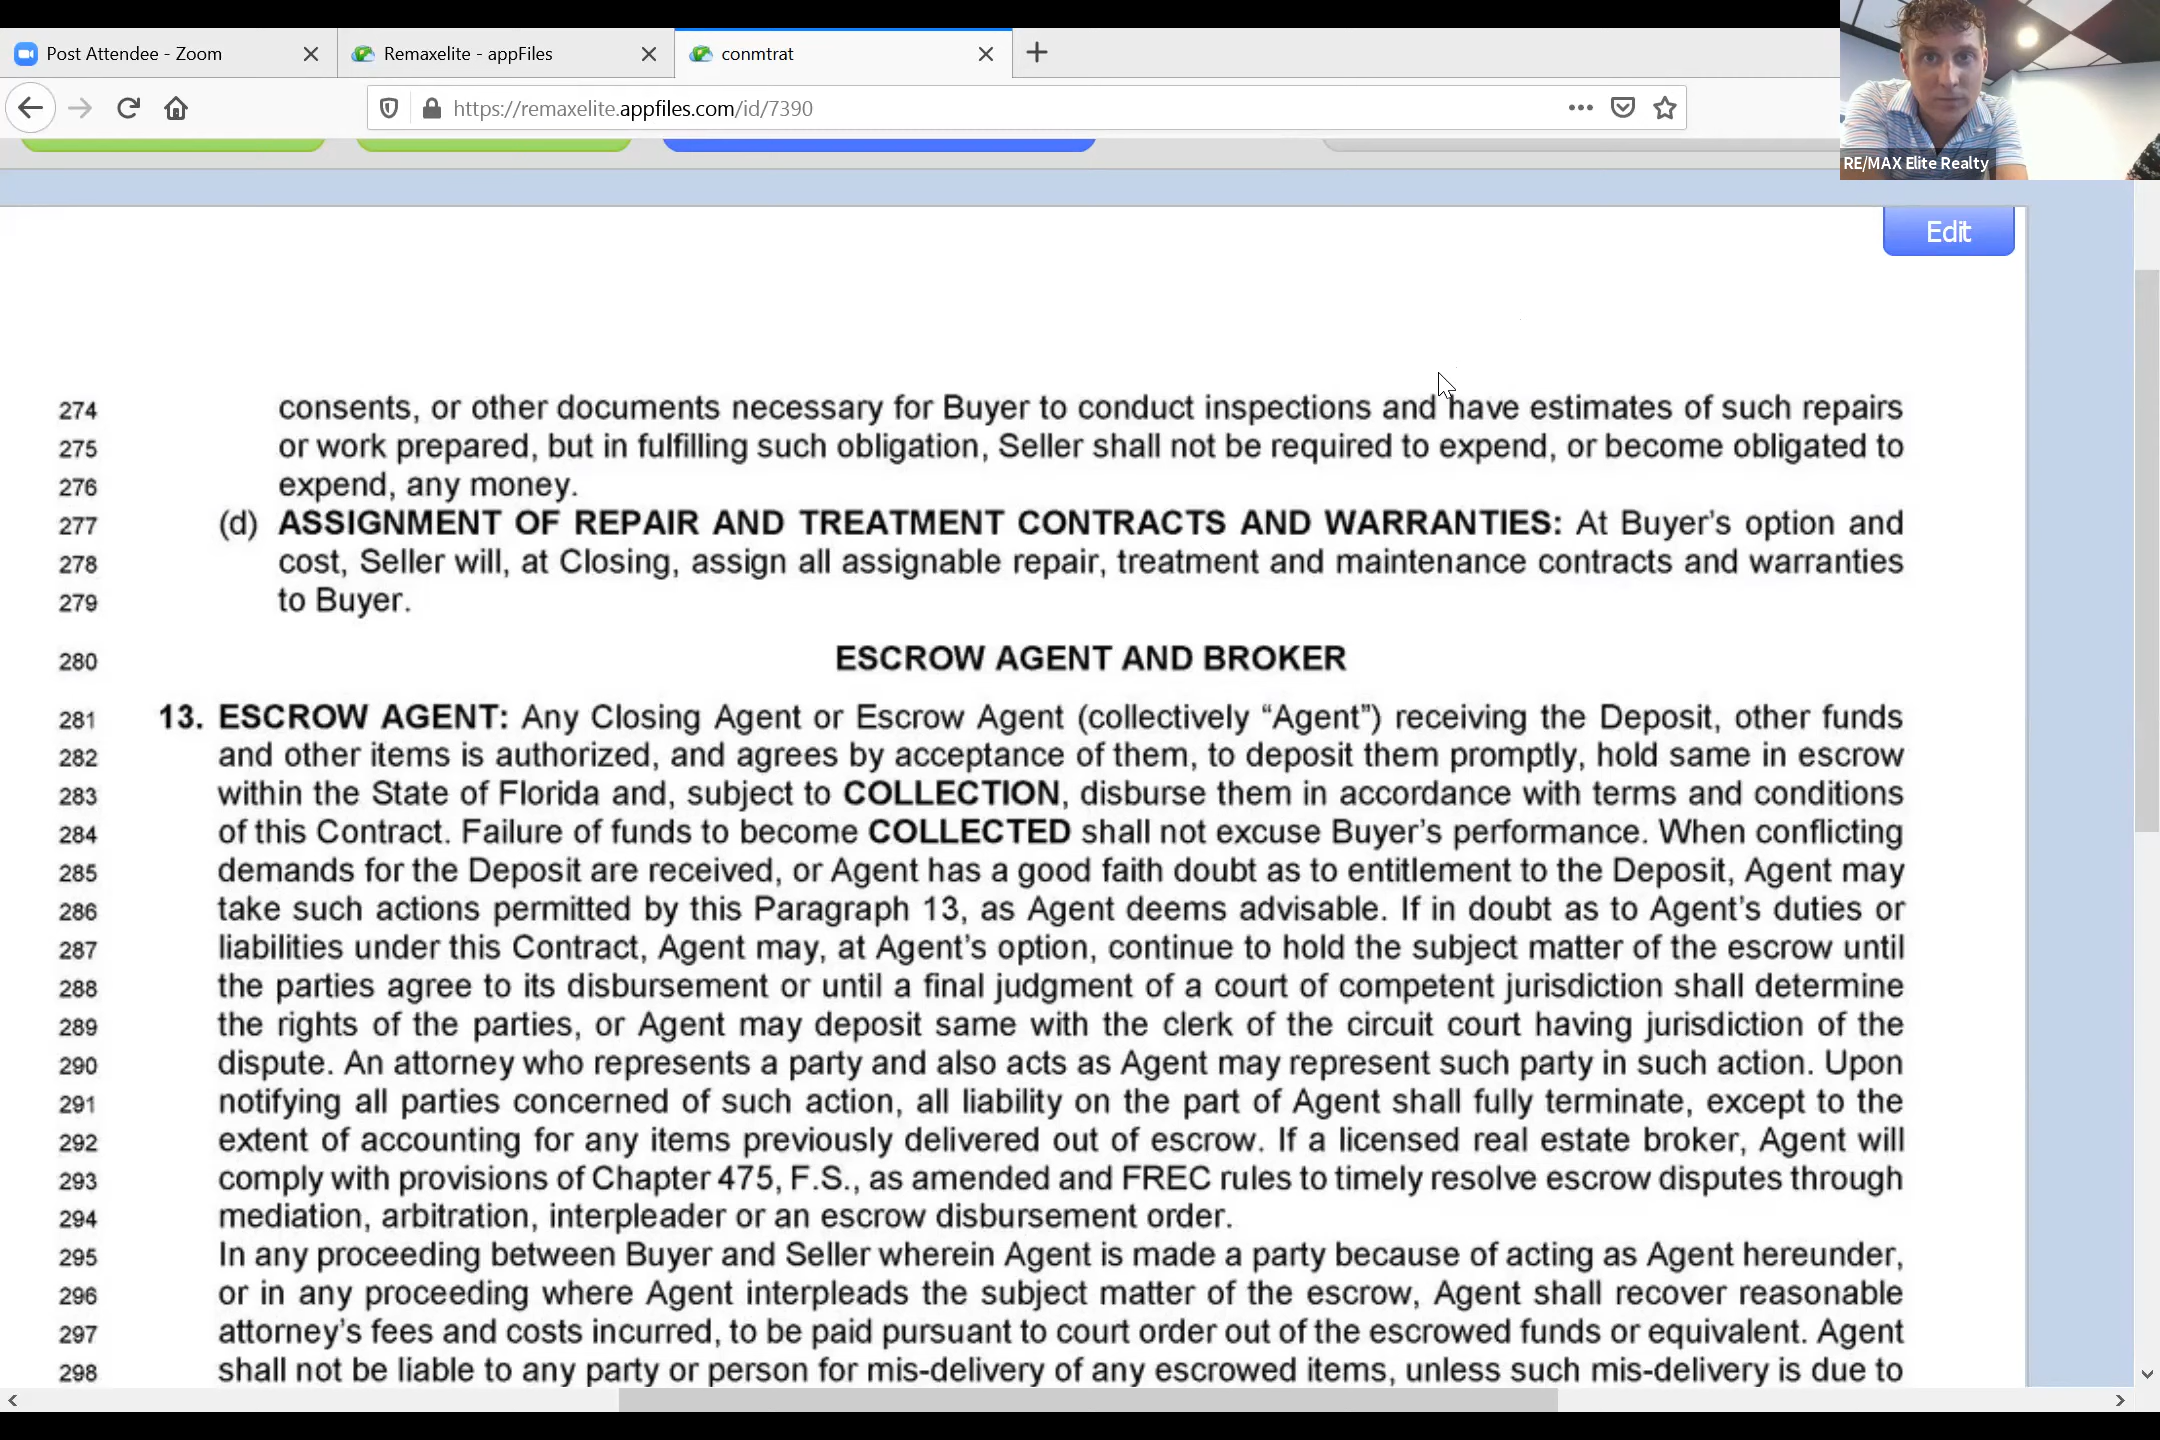 Post Attendee - Zoom
Remaxelite - appFiles
conmtrat
https://remaxelite.appfiles.com/id/7390
RE/MAX Elite Realty
Edit
274 consents, or other documents necessary for Buyer to conduct inspections and have estimates of such repairs
275 or work prepared, but in fulfilling such obligation, Seller shall not be required to expend, or become obligated to
276 expend, any money.
277 (d) ASSIGNMENT OF REPAIR AND TREATMENT CONTRACTS AND WARRANTIES: At Buyer's option and
278 cost, Seller will, at Closing, assign all assignable repair, treatment and maintenance contracts and warranties
279 to Buyer.
280 ESCROW AGENT AND BROKER
281 13. ESCROW AGENT: Any Closing Agent or Escrow Agent (collectively “Agent”) receiving the Deposit, other funds
282 and other items is authorized, and agrees by acceptance of them, to deposit them promptly, hold same in escrow
283 within the State of Florida and, subject to COLLECTION, disburse them in accordance with terms and conditions
284 of this Contract. Failure of funds to become COLLECTED shall not excuse Buyer's performance. When conflicting
285 demands for the Deposit are received, or Agent has a good faith doubt as to entitlement to the Deposit, Agent may
286 take such actions permitted by this Paragraph 13, as Agent deems advisable. If in doubt as to Agent's duties or
287 liabilities under this Contract, Agent may, at Agent's option, continue to hold the subject matter of the escrow until
288 the parties agree to its disbursement or until a final judgment of a court of competent jurisdiction shall determine
289 the rights of the parties, or Agent may deposit same with the clerk of the circuit court having jurisdiction of the
290 dispute. An attorney who represents a party and also acts as Agent may represent such party in such action. Upon
291 notifying all parties concerned of such action, all liability on the part of Agent shall fully terminate, except to the
292 extent of accounting for any items previously delivered out of escrow. If a licensed real estate broker, Agent will
293 comply with provisions of Chapter 475, F.S., as amended and FREC rules to timely resolve escrow disputes through
294 mediation, arbitration, interpleader or an escrow disbursement order.
295 In any proceeding between Buyer and Seller wherein Agent is made a party because of acting as Agent hereunder,
296 or in any proceeding where Agent interpleads the subject matter of the escrow, Agent shall recover reasonable
297 attorney's fees and costs incurred, to be paid pursuant to court order out of the escrowed funds or equivalent. Agent
298 shall not be liable to any party or person for mis-delivery of any escrowed items, unless such mis-delivery is due to